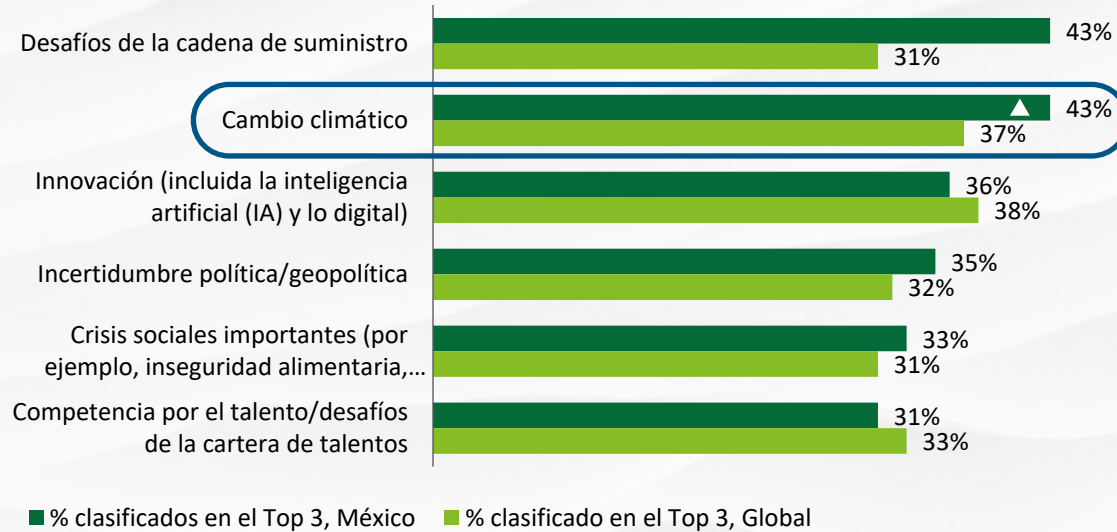 Desafíos de la cadena de suministro
43%
31%
Cambio climático
43%
37%
Innovación (incluida la inteligencia
artificial (IA) y lo digital)
36%
38%
Incertidumbre política/geopolítica
35%
32%
Crisis sociales importantes (por
ejemplo, inseguridad alimentaria,...
33%
31%
Competencia por el talento/desafíos
de la cartera de talentos
31%
33%
% clasificados en el Top 3, México % clasificado en el Top 3, Global